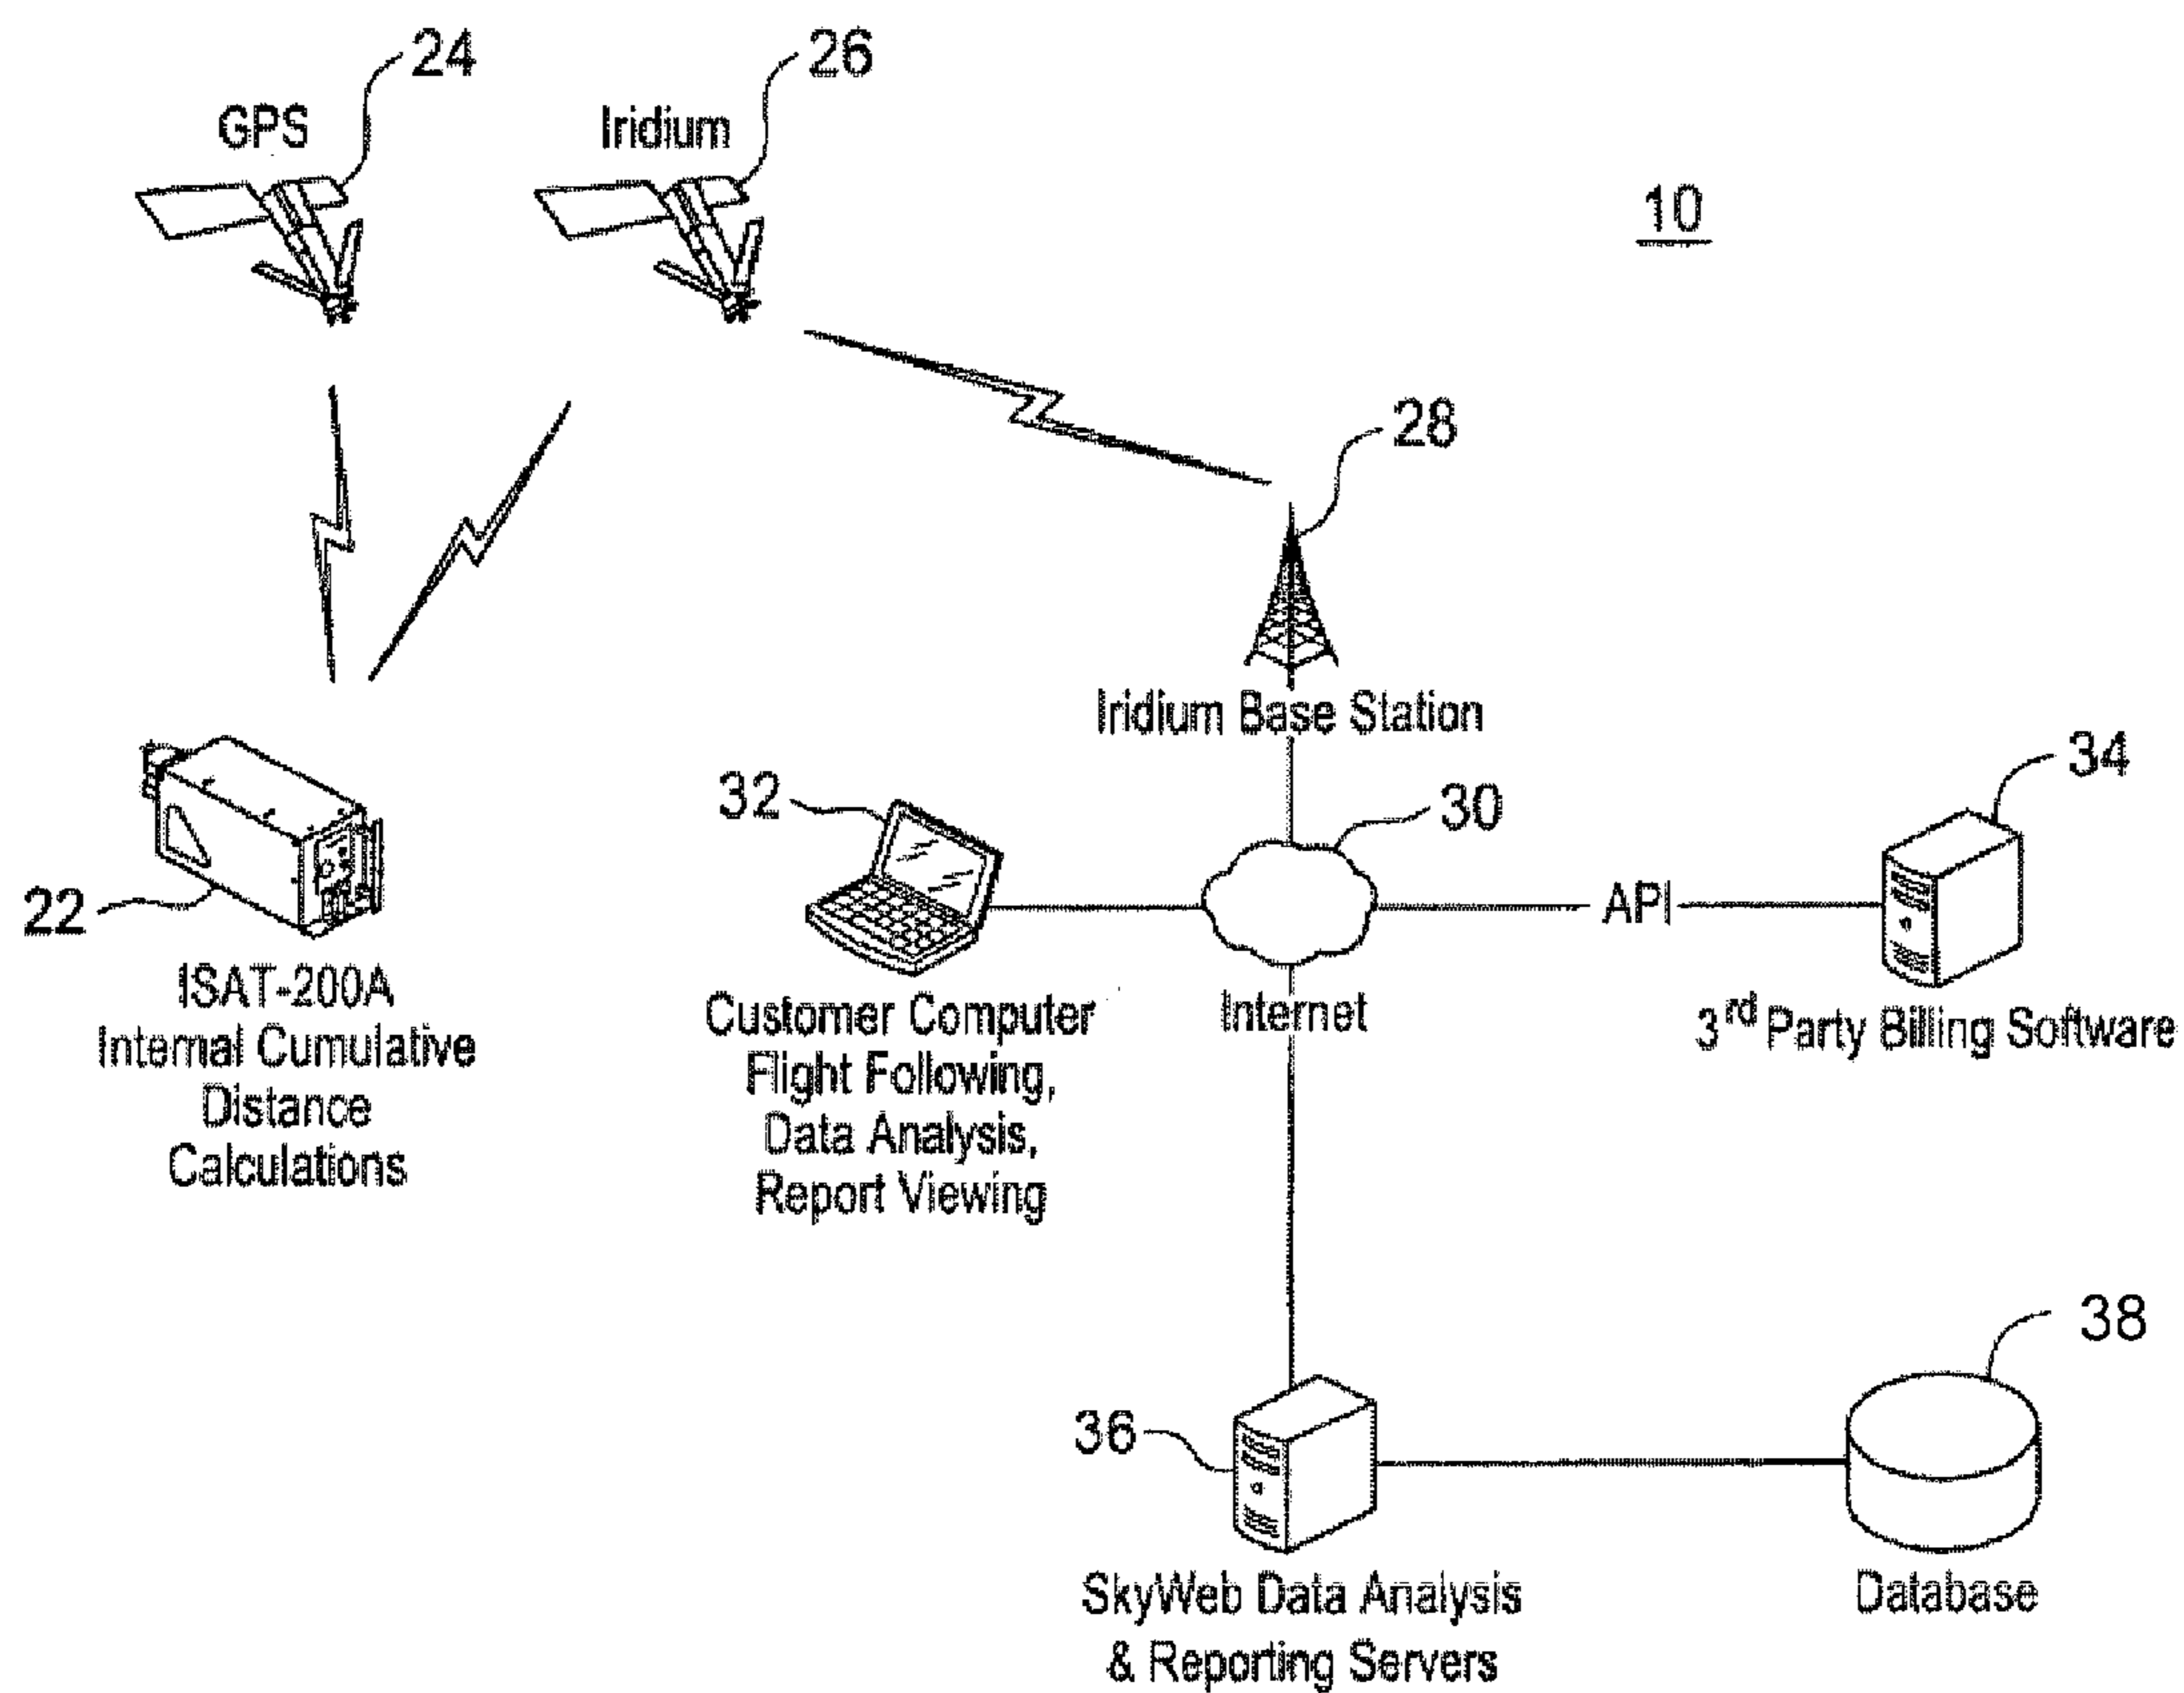 24
26
GPS
Iridium
10
28
Iridium Base Station
32
30
34
22
API
ISAT-200A
Internal Cumulative
Distance
Calculations
Customer Computer
Flight Following,
Data Analysis,
Report Viewing
Internet
3rd Party Billing Software
38
36
SkyWeb Data Analysis
& Reporting Servers
Database